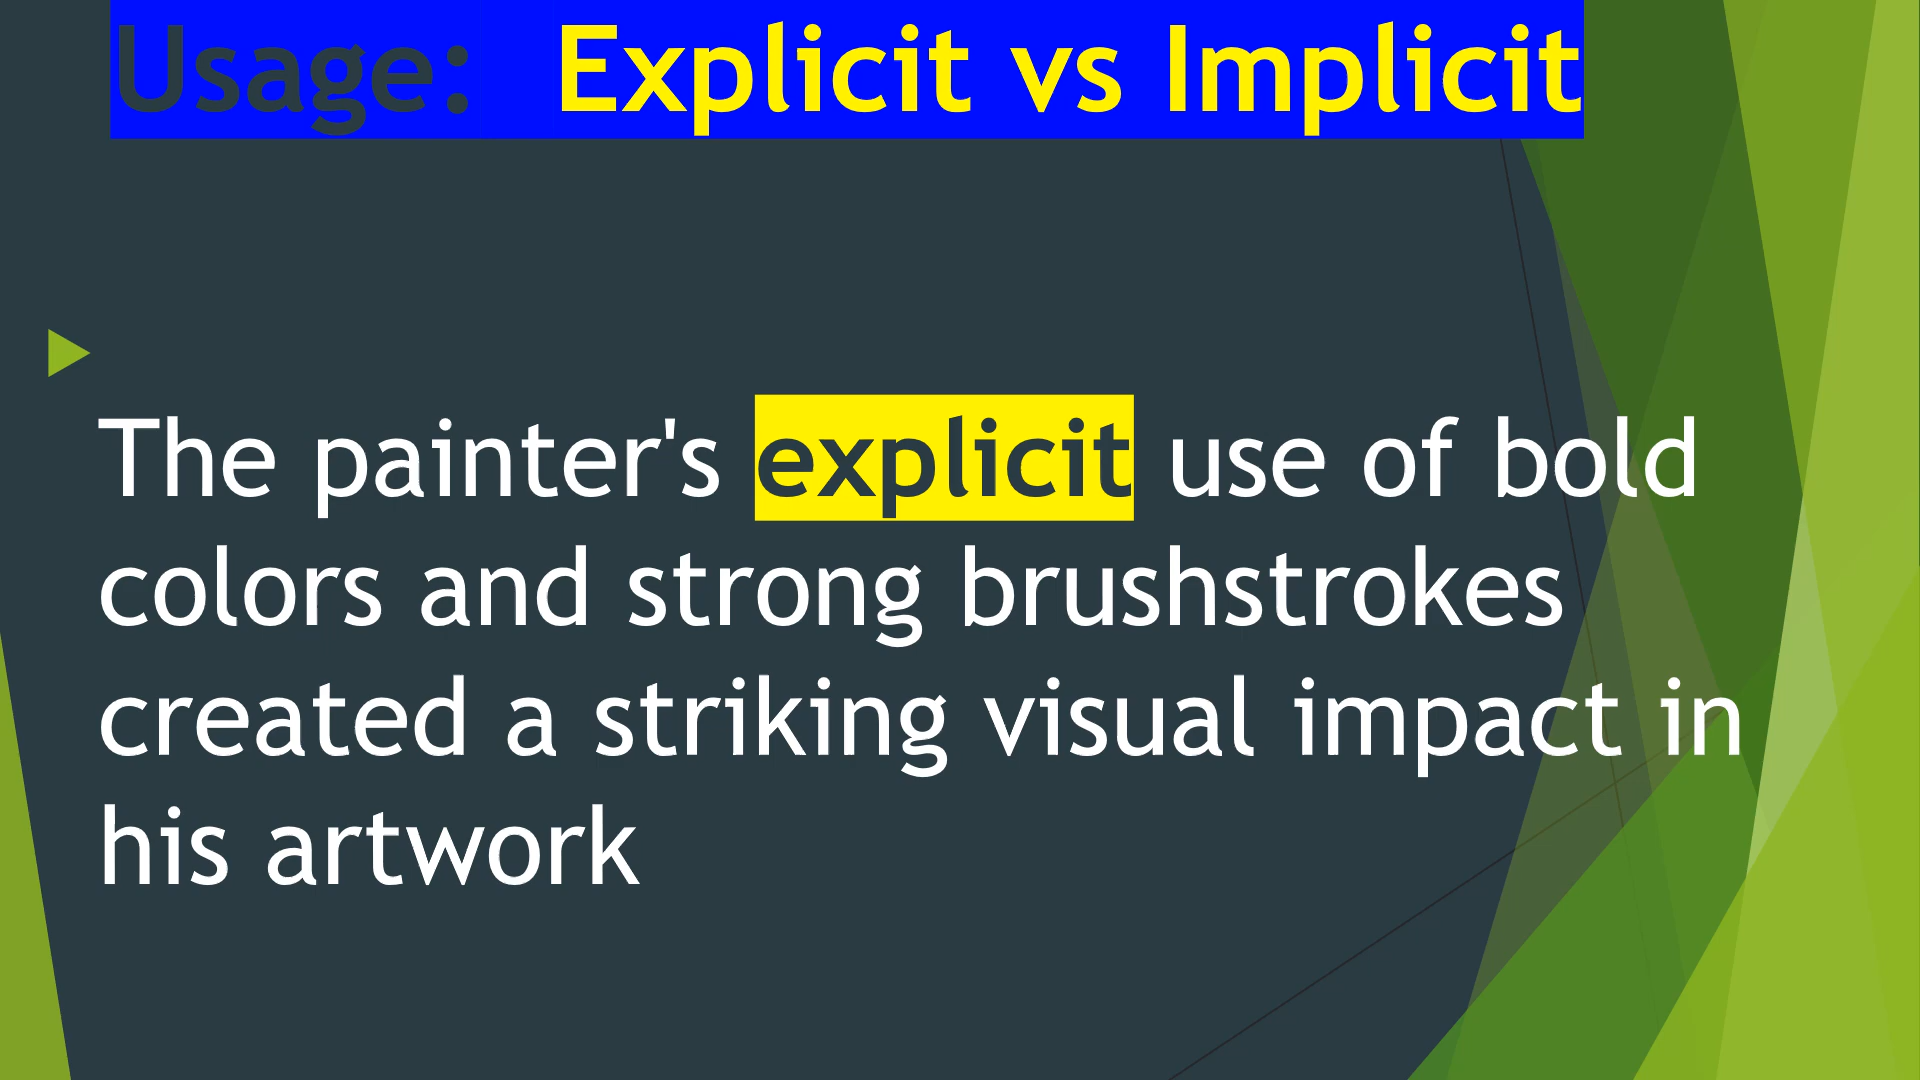 Usage: Explicit vs Implicit
The painter's explicit use of bold
colors and strong brushstrokes
created a striking visual impact in
his artwork